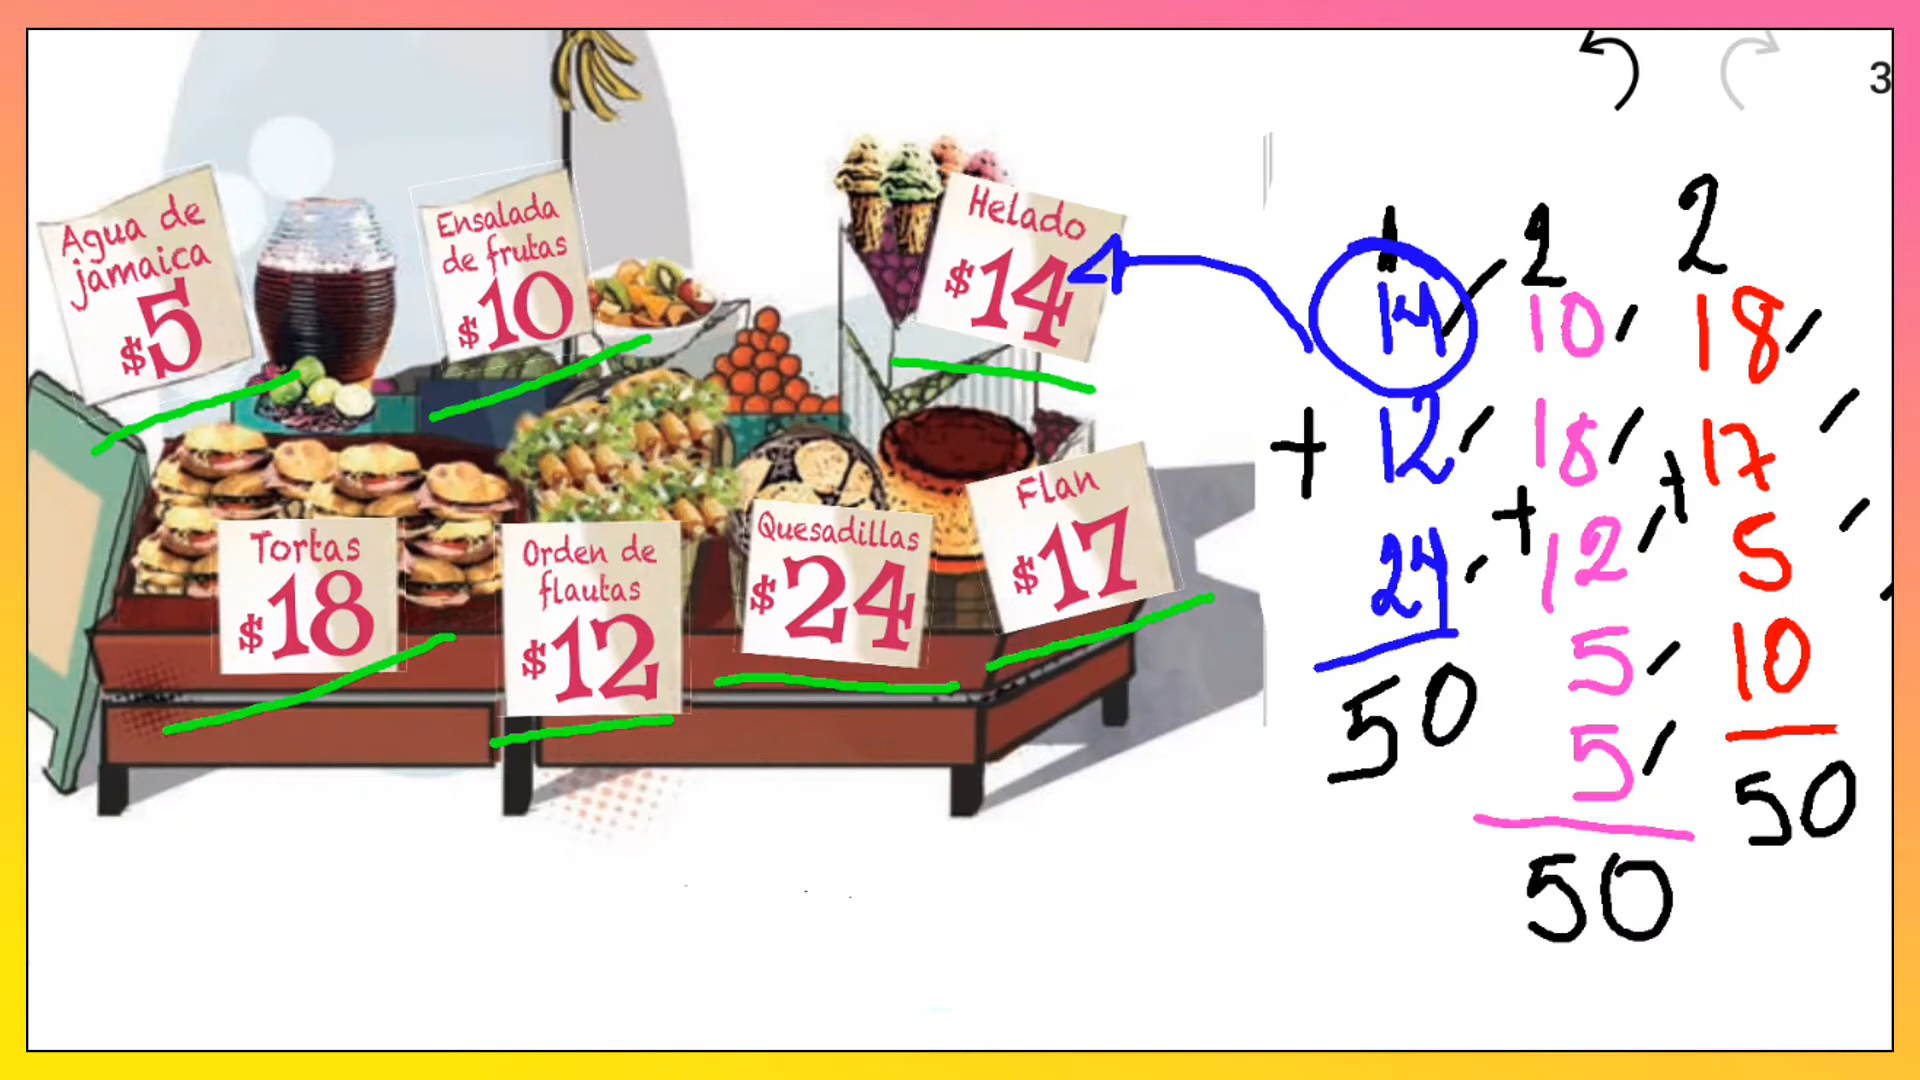 3
Agua de
jamaica
$5
Ensalada
de frutas
$10
Helado
$14
Tortas
$18
Orden de
flautas
$12
Quesadillas
$24
Flan
$17
1
14
+ 12
24
50
2
10
18
+ 12
5
5
50
2
18
+ 17
5
10
50